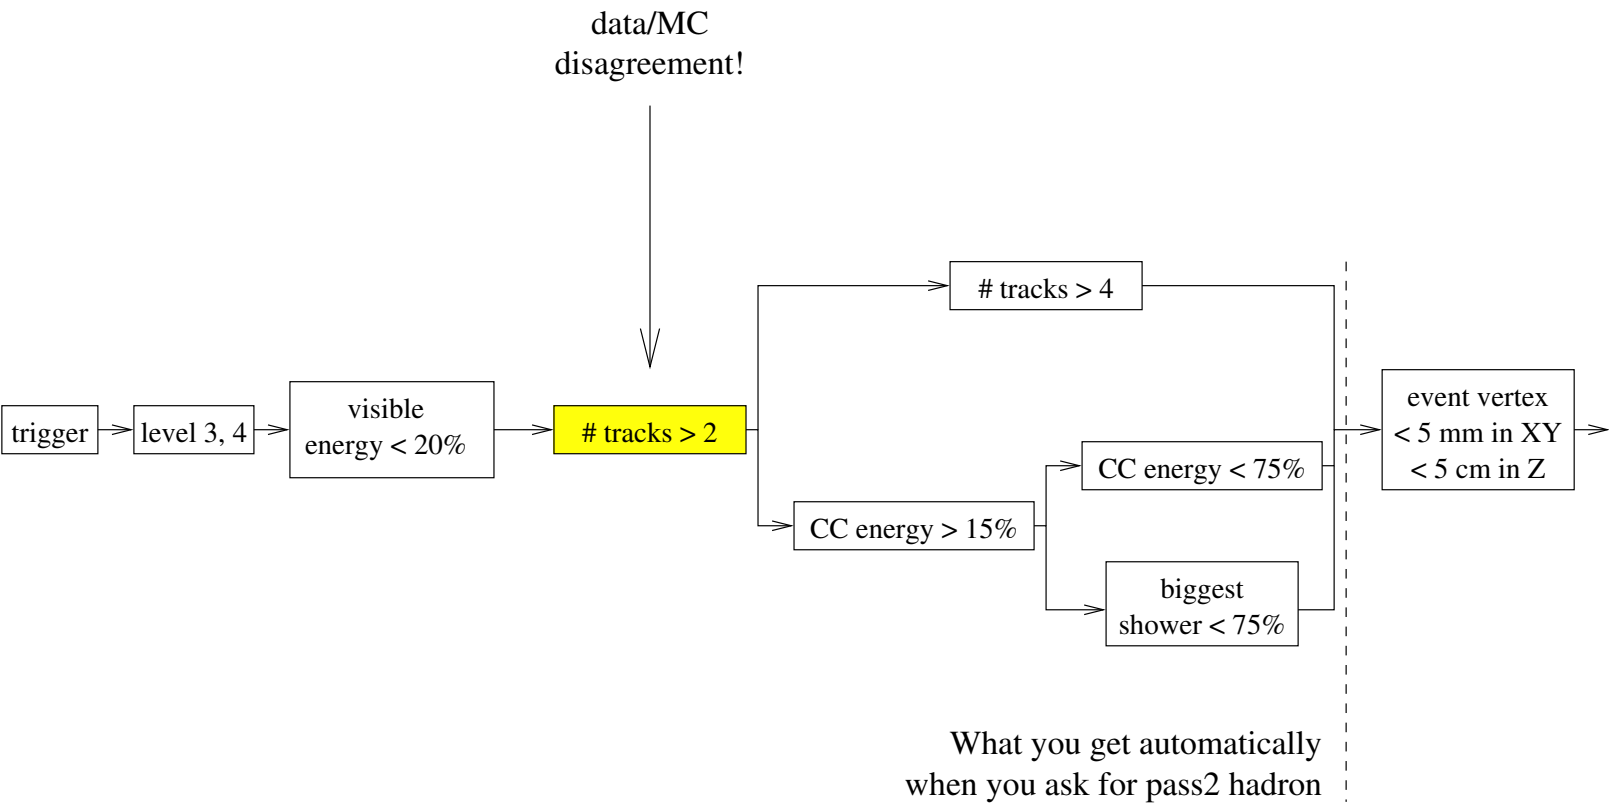 data/MC
disagreement!
trigger
level 3, 4
visible
energy < 20%
# tracks > 2
# tracks > 4
CC energy > 15%
CC energy < 75%
biggest
shower < 75%
event vertex
< 5 mm in XY
< 5 cm in Z
What you get automatically
when you ask for pass2 hadron